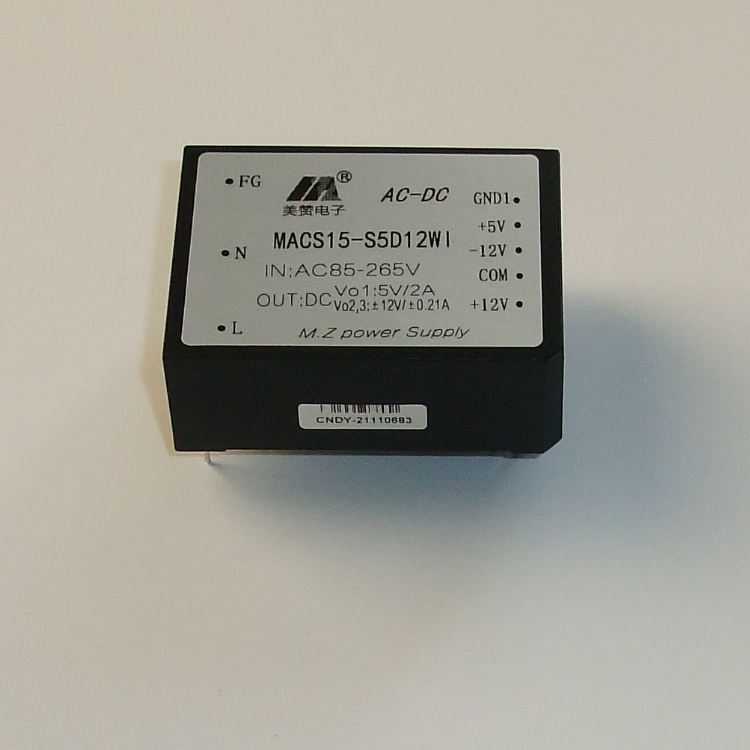 FG
®
美赞电子
AC-DC
GND1
+5V
N
MACS15-S5D12WI
-12V
IN:AC85-265V
COM
OUT:DC Vo1:5V/2A
Vo2,3:±12V/±0.21A
+12V
L
M.Z power Supply
CNDY-21110683